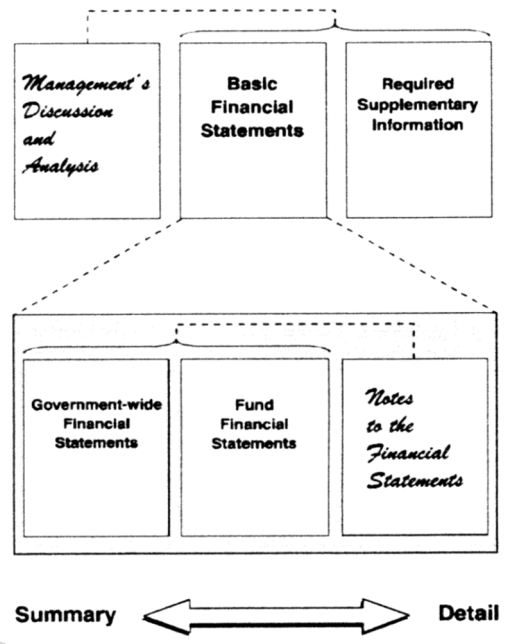 Management's
Discussion
and
Analysis
Basic
Financial
Statements
Required
Supplementary
Information
Government-wide
Financial
Statements
Fund
Financial
Statements
Notes
to the
Financial
Statements
Summary
Detail